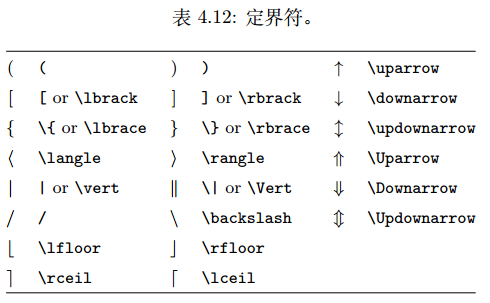 表 4.12: 定界符。
( ( ) ) ↑ \uparrow
[ [ or \lbrack ] ] or \rbrack ↓ \downarrow
{ \{ or \lbrace } \} or \rbrace ↕ \updownarrow
⟨ \langle ⟩ \rangle ⇑ \Uparrow
| | or \vert ‖ \| or \Vert ⇓ \Downarrow
/ / \ \backslash ⇕ \Updownarrow
⌊ \lfloor ⌋ \rfloor
⌉ \rceil ⌈ \lceil